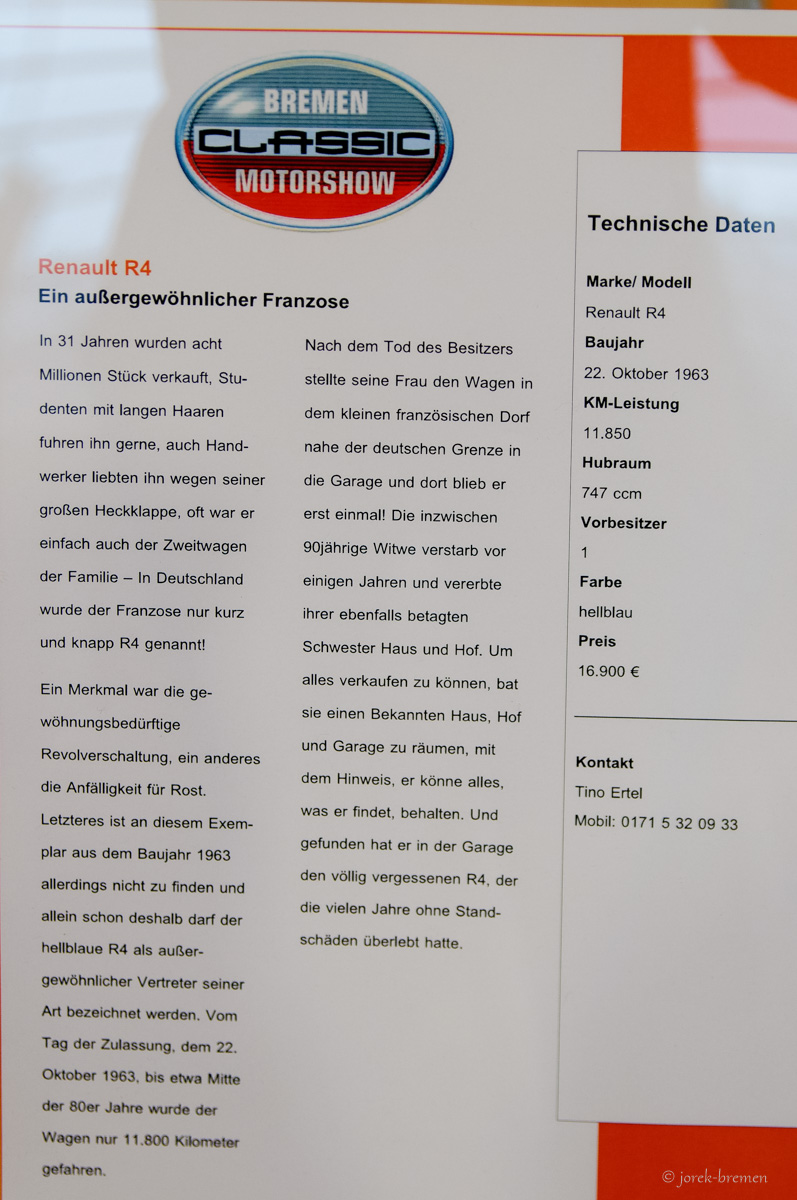 BREMEN
CLASSIC
MOTORSHOW
Renault R4
Ein außergewöhnlicher Franzose
In 31 Jahren wurden acht
Millionen Stück verkauft, Stu-
denten mit langen Haaren
fuhren ihn gerne, auch Hand-
werker liebten ihn wegen seiner
großen Heckklappe, oft war er
einfach auch der Zweitwagen
der Familie – In Deutschland
wurde der Franzose nur kurz
und knapp R4 genannt!
Ein Merkmal war die ge-
wöhnungsbedürftige
Revolverschaltung, ein anderes
die Anfälligkeit für Rost.
Letzteres ist an diesem Exem-
plar aus dem Baujahr 1963
allerdings nicht zu finden und
allein schon deshalb darf der
hellblaue R4 als außer-
gewöhnlicher Vertreter seiner
Art bezeichnet werden. Vom
Tag der Zulassung, dem 22.
Oktober 1963, bis etwa Mitte
der 80er Jahre wurde der
Wagen nur 11.800 Kilometer
gefahren.
Nach dem Tod des Besitzers
stellte seine Frau den Wagen in
dem kleinen französischen Dorf
nahe der deutschen Grenze in
die Garage und dort blieb er
erst einmal! Die inzwischen
90jährige Witwe verstarb vor
einigen Jahren und vererbte
ihrer ebenfalls betagten
Schwester Haus und Hof. Um
alles verkaufen zu können, bat
sie einen Bekannten Haus, Hof
und Garage zu räumen, mit
dem Hinweis, er könne alles,
was er findet, behalten. Und
gefunden hat er in der Garage
den völlig vergessenen R4, der
die vielen Jahre ohne Stand-
schäden überlebt hatte.
Technische Daten
Marke/ Modell
Renault R4
Baujahr
22. Oktober 1963
KM-Leistung
11.850
Hubraum
747 ccm
Vorbesitzer
1
Farbe
hellblau
Preis
16.900 €
Kontakt
Tino Ertel
Mobil: 0171 5 32 09 33
© jorek-bremen